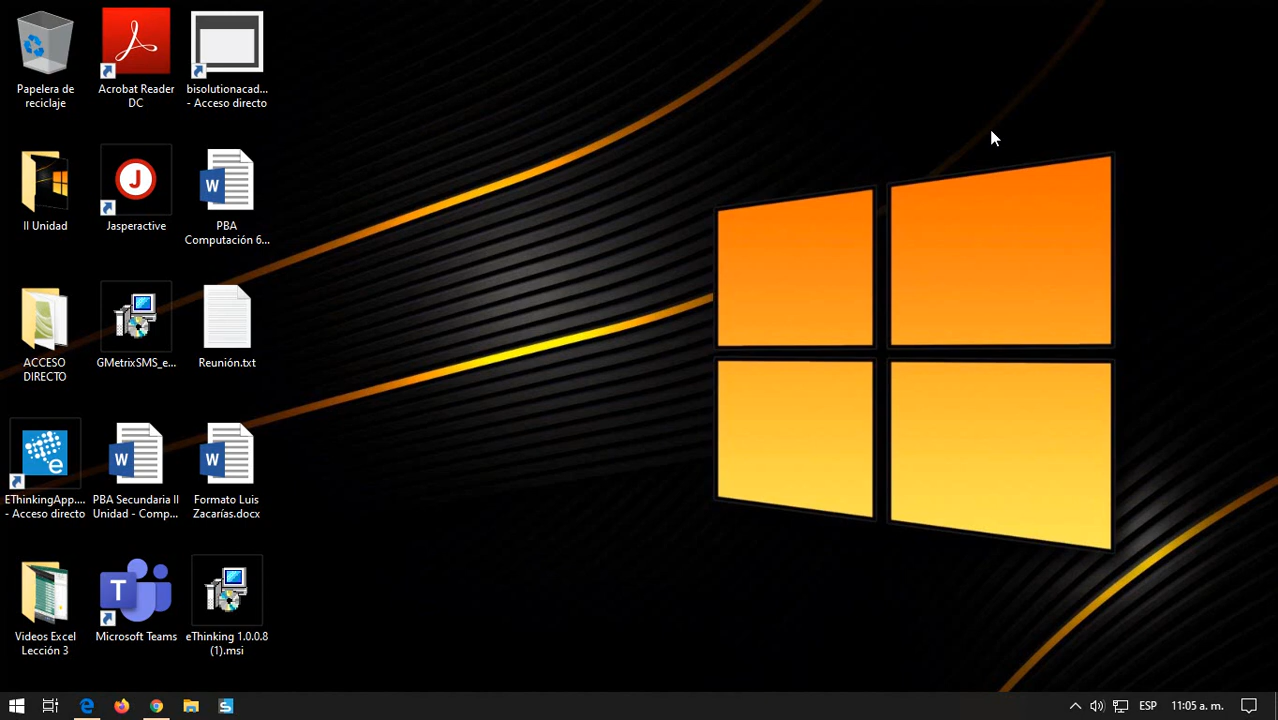 Papelera de
reciclaje
Acrobat Reader
DC
bisolutionacad...
- Acceso directo
II Unidad
J
Jasperactive
W
PBA
Computación 6...
ACCESO
DIRECTO
GMetrixSMS_e...
Reunión.txt
e
EThinkingApp....
- Acceso directo
W
PBA Secundaria II
Unidad - Comp...
W
Formato Luis
Zacarías.docx
Videos Excel
Lección 3
T
Microsoft Teams
eThinking 1.0.0.8
(1).msi
S
ESP
11:05 a. m.